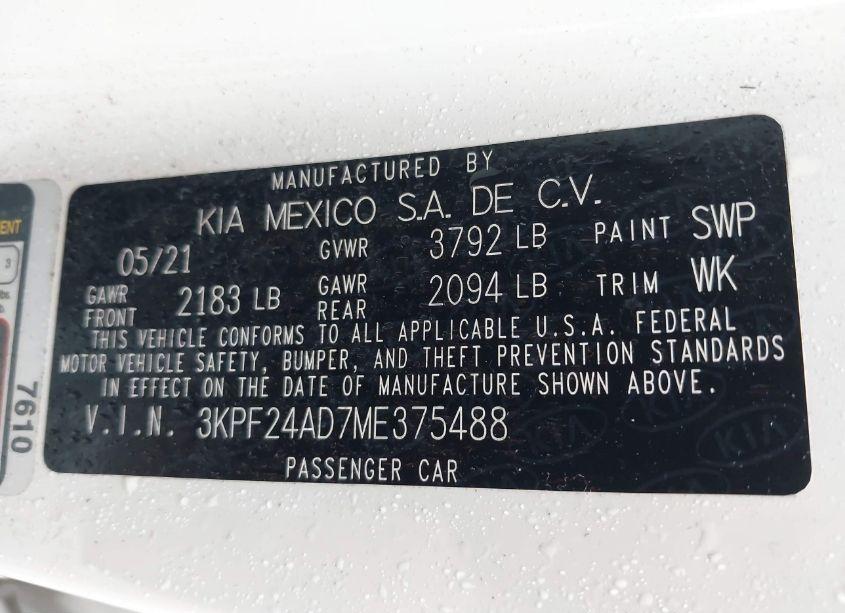 MANUFACTURED BY
KIA MEXICO S.A. DE C.V.
05/21 GVWR 3792 LB PAINT SWP
GAWR FRONT 2183 LB GAWR REAR 2094 LB TRIM WK
THIS VEHICLE CONFORMS TO ALL APPLICABLE U.S.A. FEDERAL
MOTOR VEHICLE SAFETY, BUMPER, AND THEFT PREVENTION STANDARDS
IN EFFECT ON THE DATE OF MANUFACTURE SHOWN ABOVE.
V.I.N. 3KPF24AD7ME375488
PASSENGER CAR
3
7610